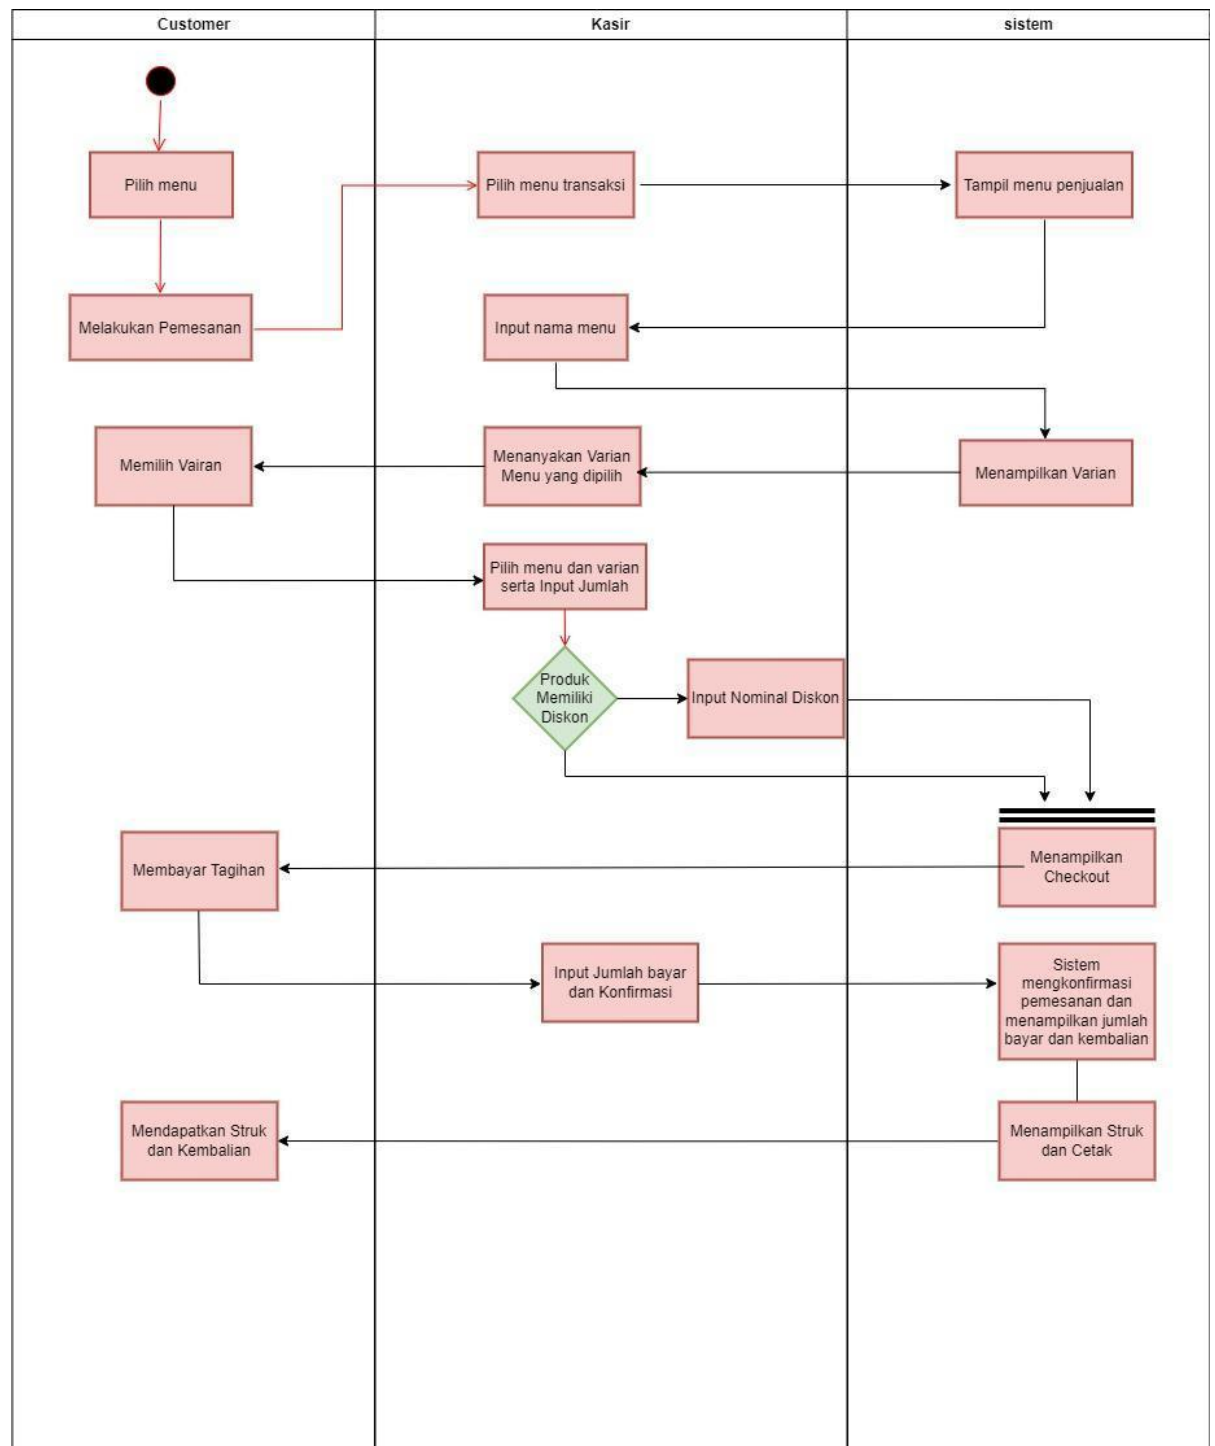 Customer
Kasir
sistem
Pilih menu
Pilih menu transaksi
Tampil menu penjualan
Melakukan Pemesanan
Input nama menu
Memilih Vairan
Menanyakan Varian
Menu yang dipilih
Menampilkan Varian
Pilih menu dan varian
serta Input Jumlah
Produk
Memiliki
Diskon
Input Nominal Diskon
Membayar Tagihan
Menampilkan
Checkout
Input Jumlah bayar
dan Konfirmasi
Sistem
mengkonfirmasi
pemesanan dan
menampilkan jumlah
bayar dan kembalian
Mendapatkan Struk
dan Kembalian
Menampilkan Struk
dan Cetak